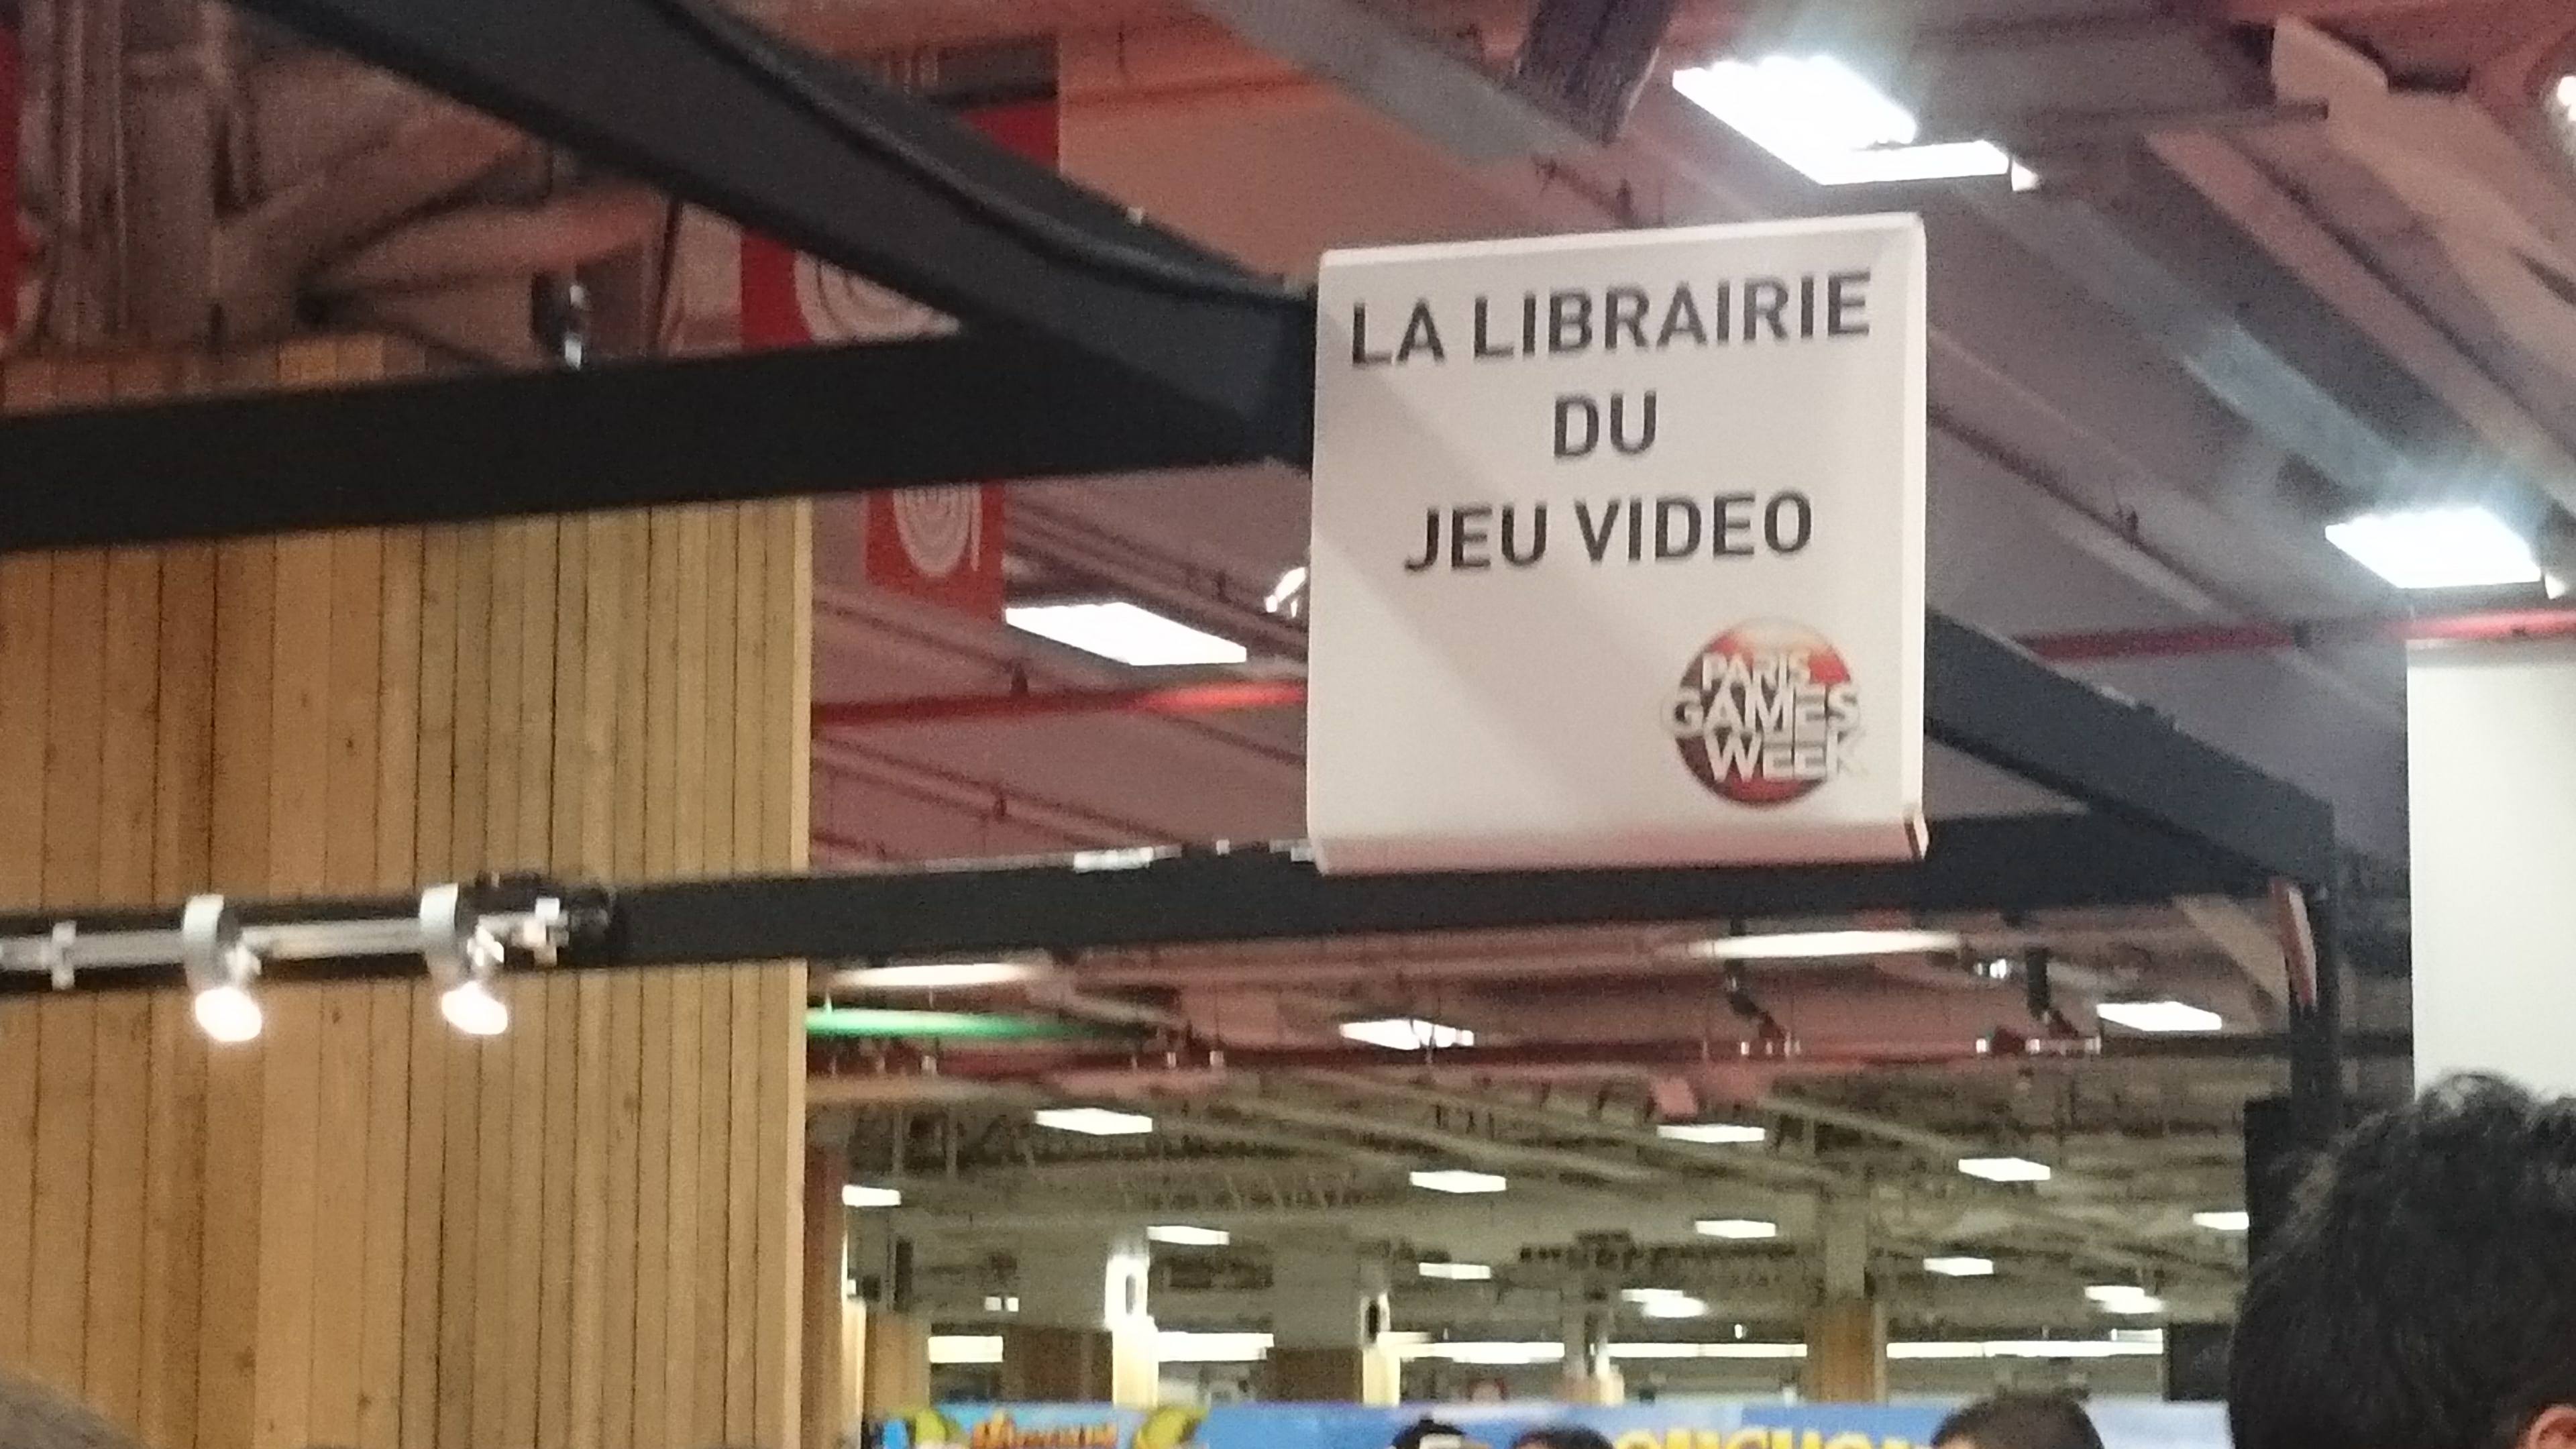 LA LIBRAIRIE
DU
JEU VIDEO
PARIS
GAMES
WEEK